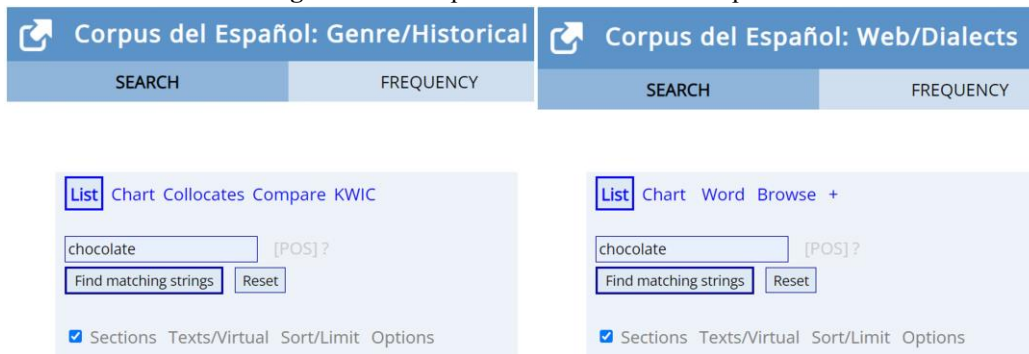 Corpus del Español: Genre/Historical
SEARCH FREQUENCY
List Chart Collocates Compare KWIC
chocolate [POS] ?
Find matching strings Reset
Sections Texts/Virtual Sort/Limit Options
Corpus del Español: Web/Dialects
SEARCH FREQUENCY
List Chart Word Browse +
chocolate [POS] ?
Find matching strings Reset
Sections Texts/Virtual Sort/Limit Options